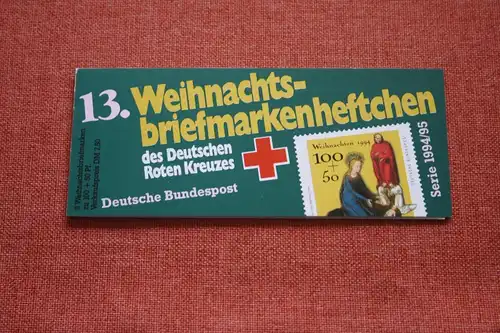 13. Weihnachts-
briefmarkenheftchen
des Deutschen
Roten Kreuzes
Deutsche Bundespost
Weihnachten 1994
100
+
50
Serie 1994/95